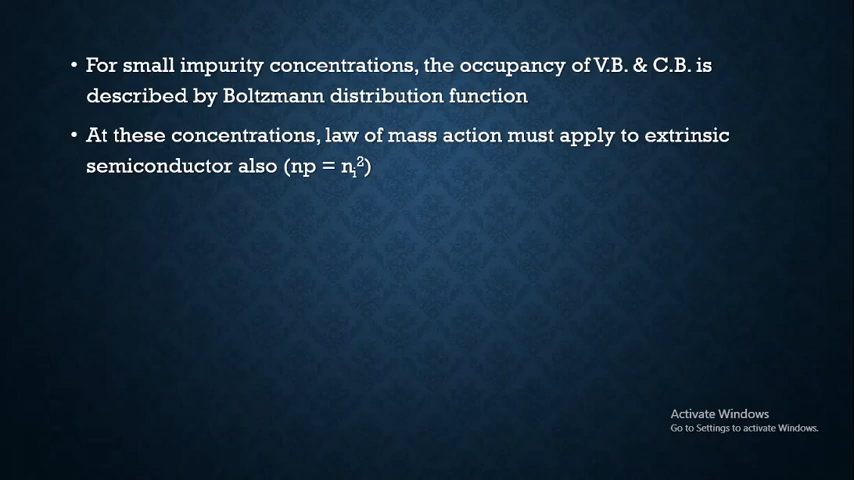 • For small impurity concentrations, the occupancy of V.B. & C.B. is
described by Boltzmann distribution function
• At these concentrations, law of mass action must apply to extrinsic
semiconductor also (np = nᵢ²)
Activate Windows
Go to Settings to activate Windows.